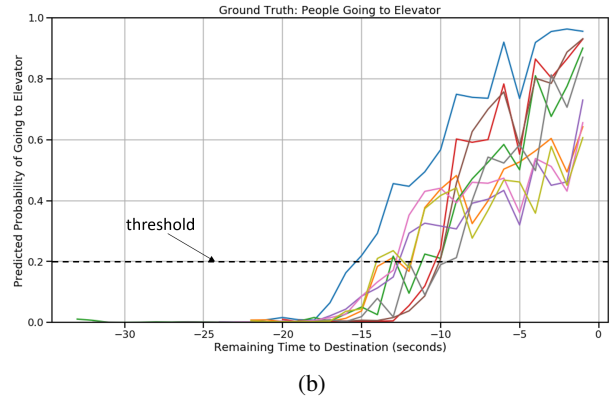 Ground Truth: People Going to Elevator
Predicted Probability of Going to Elevator
1.0
0.8
0.6
0.4
threshold
0.2
0.0
−30 −25 −20 −15 −10 −5 0
Remaining Time to Destination (seconds)
(b)